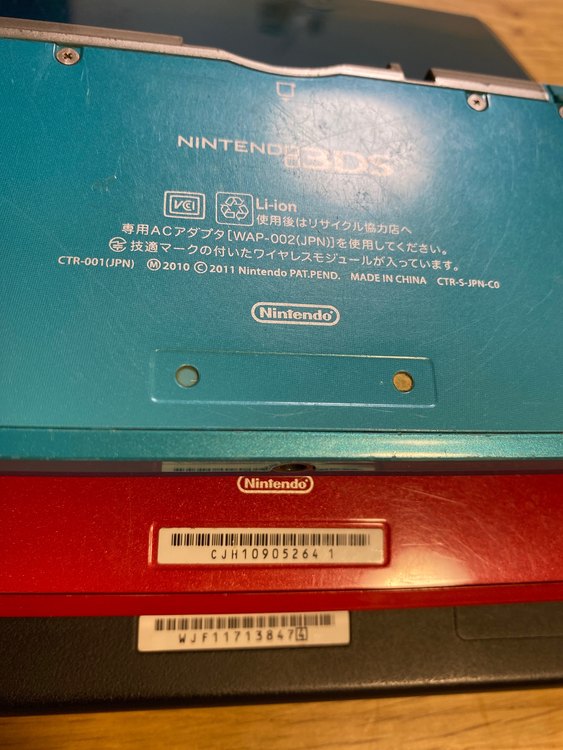 NINTENDO 3DS
VCCI
Li-ion
使用後はリサイクル協力店へ
専用ACアダプタ[WAP-002(JPN)]を使用してください。
技適マークの付いたワイヤレスモジュールが入っています。
CTR-001(JPN) Ⓜ2010 Ⓒ2011 Nintendo PAT.PEND. MADE IN CHINA CTR-S-JPN-C0
Nintendo
Nintendo
CJH10905264 1
WJF117138474